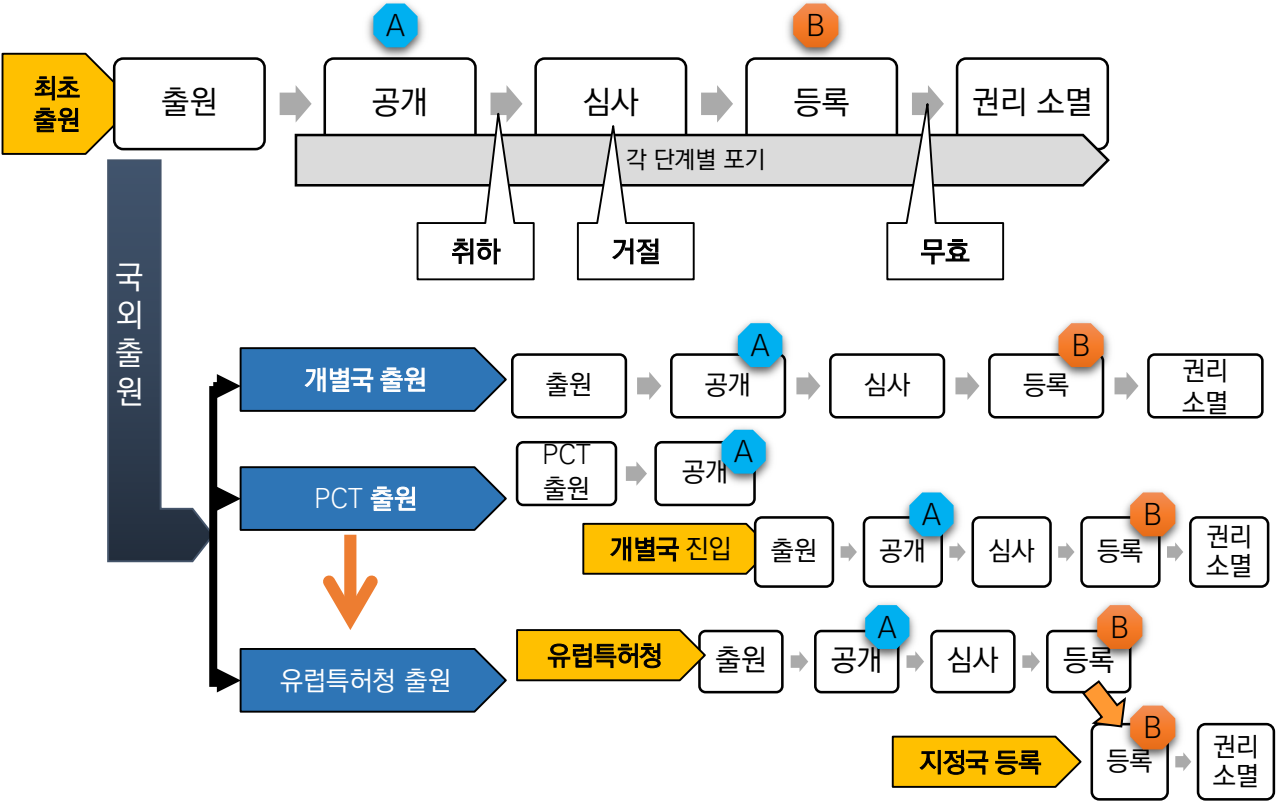 A
B
최초
출원
출원
공개
심사
등록
권리 소멸
각 단계별 포기
취하
거절
무효
국
외
출
원
개별국 출원
출원
공개
A
심사
등록
B
권리
소멸
PCT 출원
PCT
출원
공개
A
개별국 진입
출원
공개
A
심사
등록
B
권리
소멸
유럽특허청 출원
유럽특허청
출원
공개
A
심사
등록
B
지정국 등록
등록
B
권리
소멸